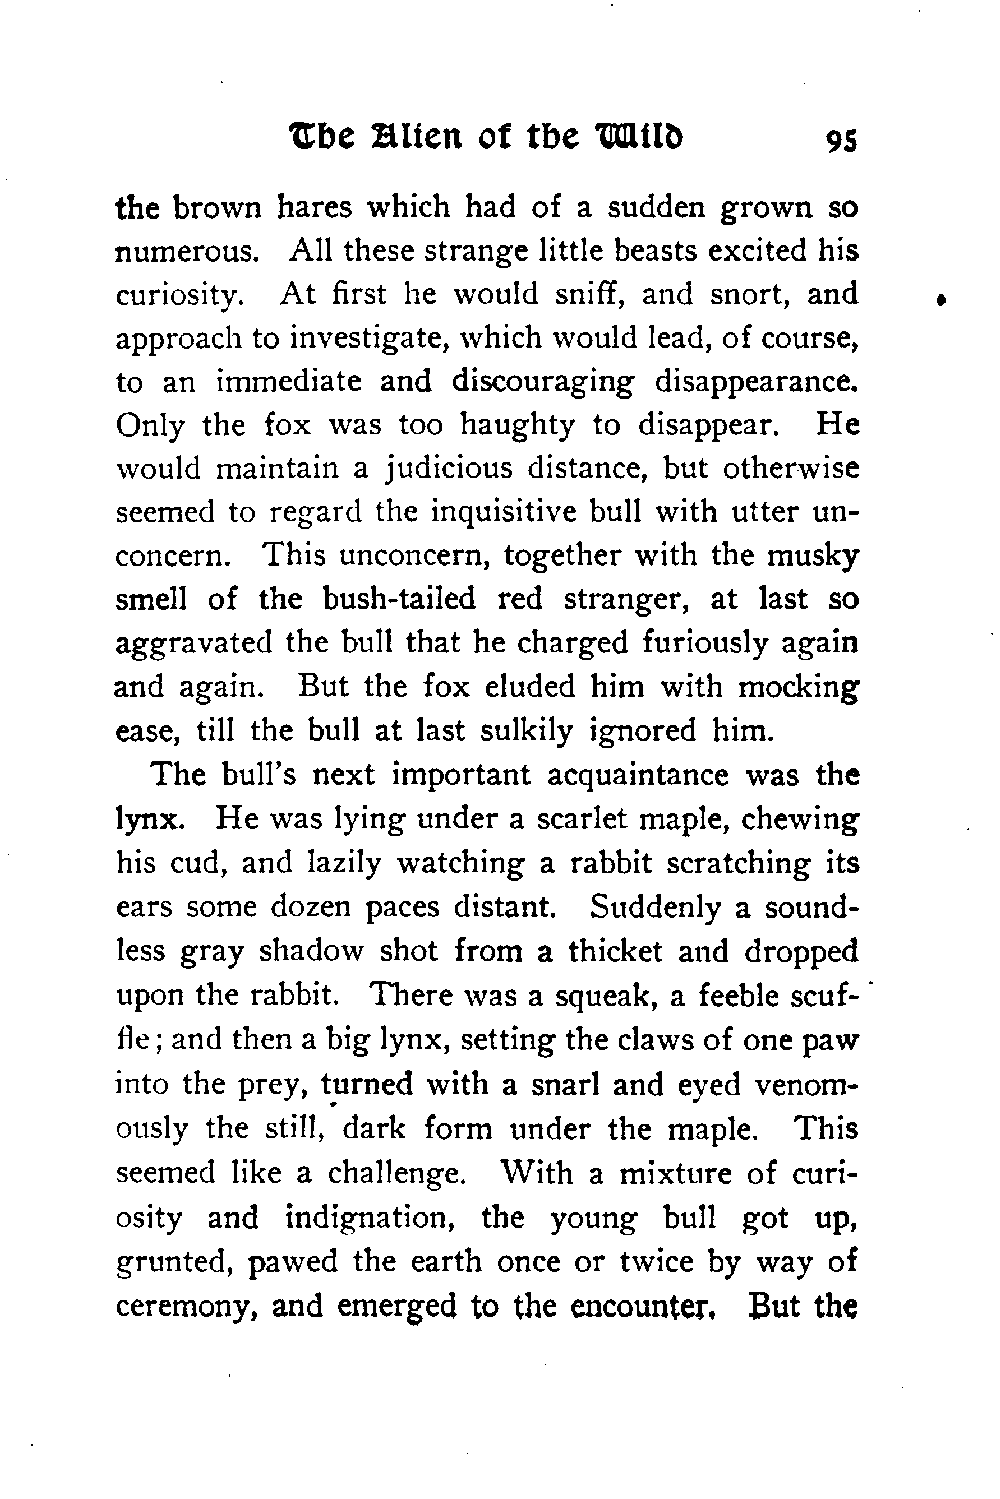 The Alien of the Wild 95
the brown hares which had of a sudden grown so
numerous. All these strange little beasts excited his
curiosity. At first he would sniff, and snort, and
approach to investigate, which would lead, of course,
to an immediate and discouraging disappearance.
Only the fox was too haughty to disappear. He
would maintain a judicious distance, but otherwise
seemed to regard the inquisitive bull with utter un-
concern. This unconcern, together with the musky
smell of the bush-tailed red stranger, at last so
aggravated the bull that he charged furiously again
and again. But the fox eluded him with mocking
ease, till the bull at last sulkily ignored him.
The bull's next important acquaintance was the
lynx. He was lying under a scarlet maple, chewing
his cud, and lazily watching a rabbit scratching its
ears some dozen paces distant. Suddenly a sound-
less gray shadow shot from a thicket and dropped
upon the rabbit. There was a squeak, a feeble scuf-
fle; and then a big lynx, setting the claws of one paw
into the prey, turned with a snarl and eyed venom-
ously the still, dark form under the maple. This
seemed like a challenge. With a mixture of curi-
osity and indignation, the young bull got up,
grunted, pawed the earth once or twice by way of
ceremony, and emerged to the encounter. But the